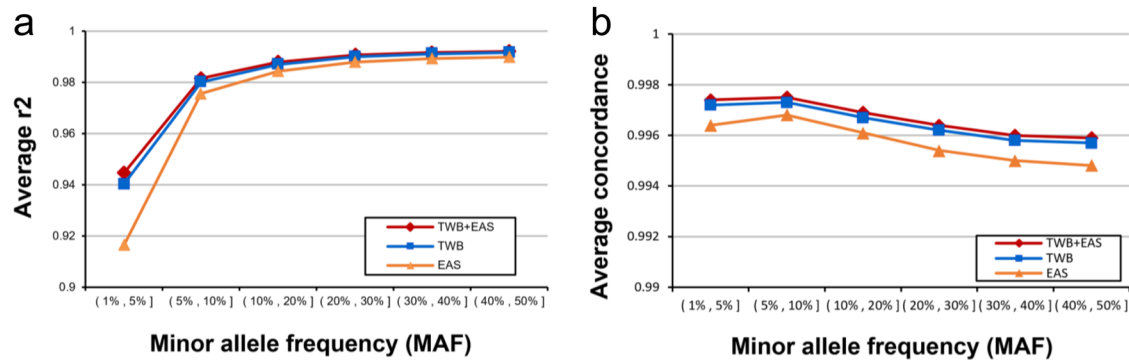 a
1
0.98
0.96
0.94
0.92
0.9
Average r2
TWB+EAS
TWB
EAS
( 1% , 5% ] ( 5% , 10% ] ( 10% , 20% ] ( 20% , 30% ] ( 30% , 40% ] ( 40% , 50% ]
Minor allele frequency (MAF)
b
1
0.998
0.996
0.994
0.992
0.99
Average concordance
TWB+EAS
TWB
EAS
( 1% , 5% ] ( 5% , 10% ] ( 10% , 20% ] ( 20% , 30% ] ( 30% , 40% ] ( 40% , 50% ]
Minor allele frequency (MAF)